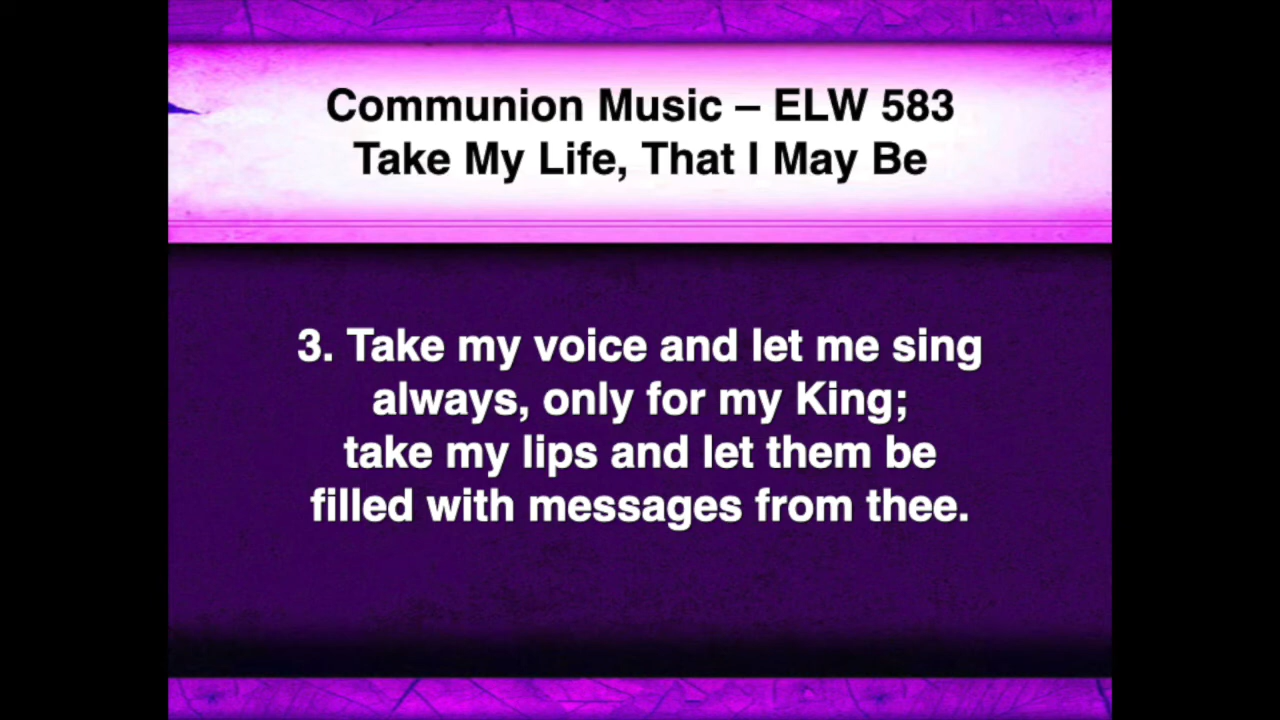 Communion Music – ELW 583
Take My Life, That I May Be
3. Take my voice and let me sing
always, only for my King;
take my lips and let them be
filled with messages from thee.